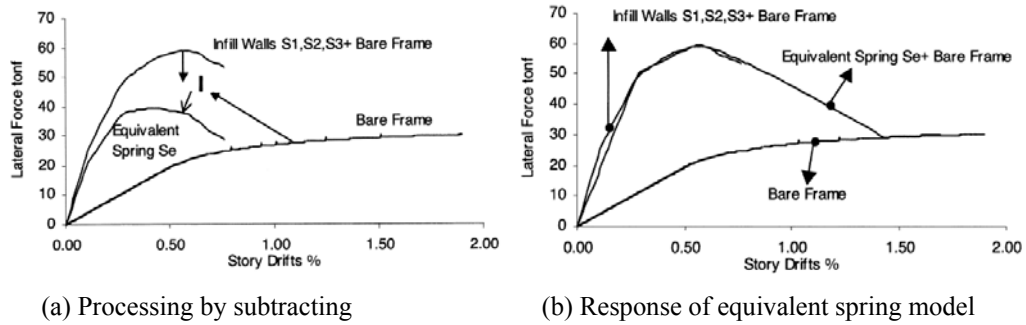 70
60
50
40
30
20
10
0
Lateral Force tonf
Infill Walls S1,S2,S3+ Bare Frame
I
Equivalent
Spring Se
Bare Frame
0.00 0.50 1.00 1.50 2.00
Story Drifts %
(a) Processing by subtracting
70
60
50
40
30
20
10
0
Lateral Force tonf
Infill Walls S1,S2,S3+ Bare Frame
Equivalent Spring Se+ Bare Frame
Bare Frame
0.00 0.50 1.00 1.50 2.00
Story Drifts %
(b) Response of equivalent spring model